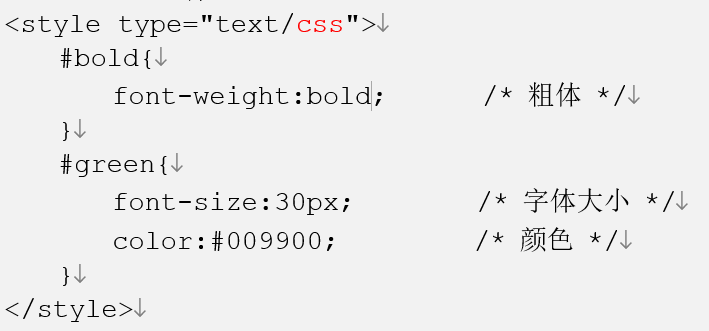 <style type="text/css">↓
#bold{↓
font-weight:bold; /* 粗体 */↓
}↓
#green{↓
font-size:30px; /* 字体大小 */↓
color:#009900; /* 颜色 */↓
}↓
</style>↓